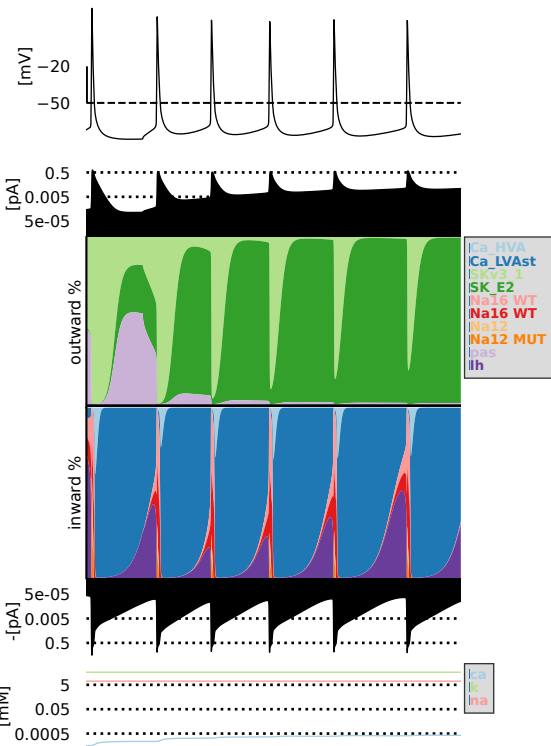 [mV]
−20
−50
[pA]
0.5
0.005
5e-05
outward %
Ca_HVA
Ca_LVAst
SKv3_1
SK_E2
Na16 WT
Na16 WT
Na12
Na12 MUT
pas
Ih
inward %
-[pA]
5e-05
0.005
0.5
[mM]
5
0.05
0.0005
ca
k
na